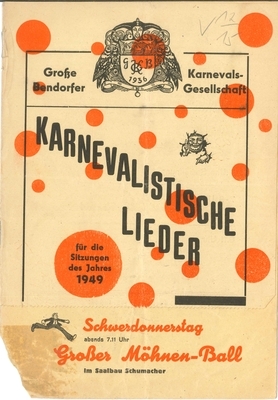 Große
Bendorfer
Karnevals-
Gesellschaft
1936
KARNEVALISTISCHE
LIEDER
für die
Sitzungen
des Jahres
1949
Schwerdonnerstag
abends 7.11 Uhr
Großer Möhnen-Ball
im Saalbau Schumacher